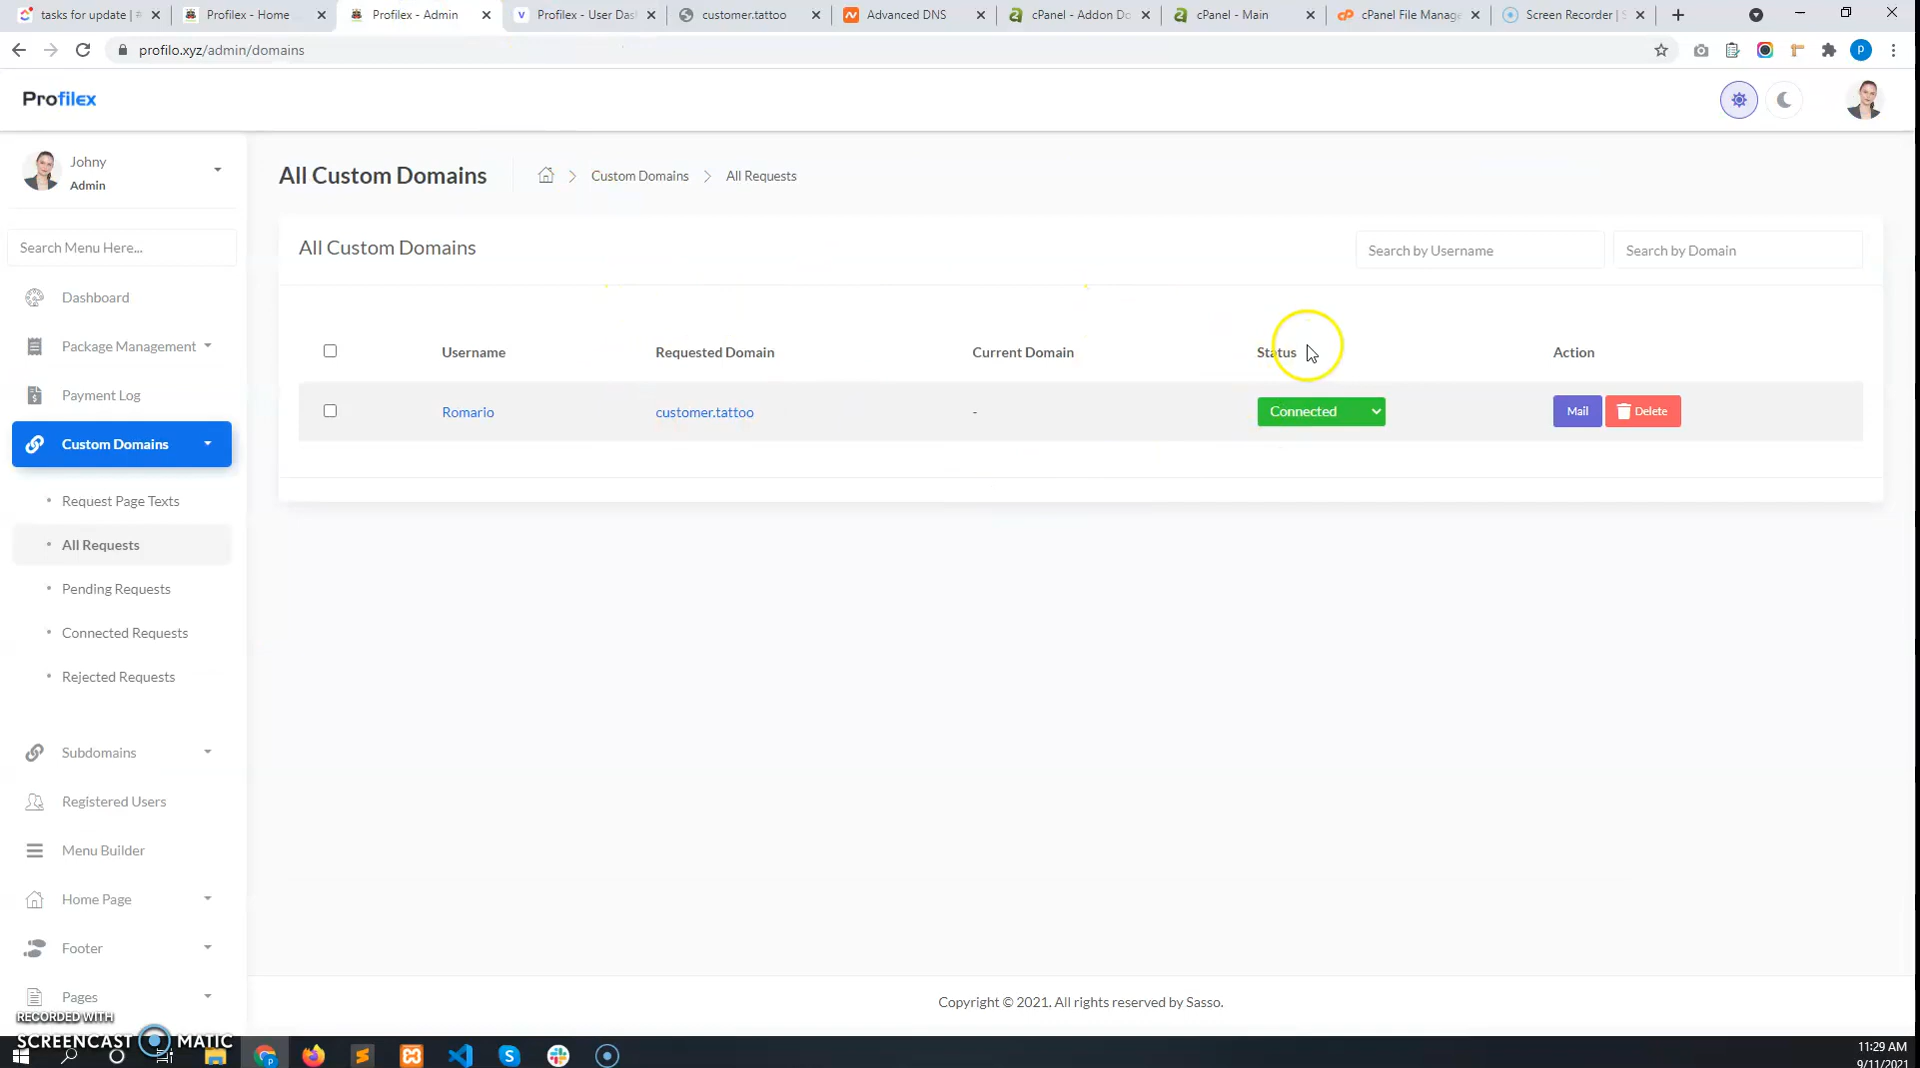 tasks for update | #
Profilex - Home
Profilex - Admin
Profilex - User Das
customer.tattoo
Advanced DNS
cPanel - Addon Do
cPanel - Main
cPanel File Manage
Screen Recorder | S
profilo.xyz/admin/domains
P
Profilex
Johny
Admin
Search Menu Here...
Dashboard
Package Management
Payment Log
Custom Domains
Request Page Texts
All Requests
Pending Requests
Connected Requests
Rejected Requests
Subdomains
Registered Users
Menu Builder
Home Page
Footer
Pages
All Custom Domains
Custom Domains
All Requests
All Custom Domains
Search by Username
Search by Domain
Username Requested Domain Current Domain Status Action
Romario customer.tattoo - Connected Mail Delete
Copyright © 2021. All rights reserved by Sasso.
RECORDED WITH
SCREENCAST MATIC
11:29 AM
9/11/2021